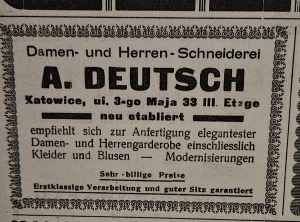 Damen- und Herren-Schneiderei
A. DEUTSCH
Katowice, ul. 3-go Maja 33 III. Etage
neu etabliert
empfiehlt sich zur Anfertigung elegantester
Damen- und Herrengarderobe einschliesslich
Kleider und Blusen — Modernisierungen
Sehr billige Preise
Erstklassige Verarbeitung und guter Sitz garantiert